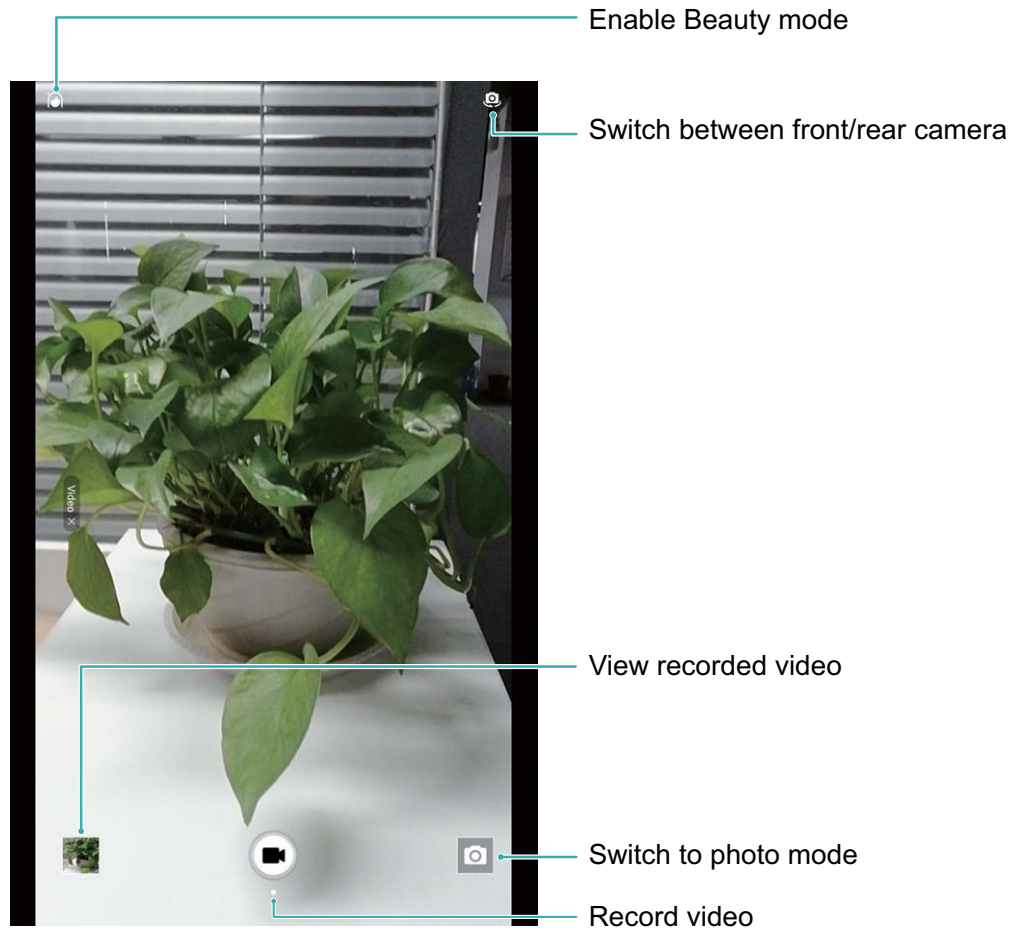 Enable Beauty mode
Switch between front/rear camera
Video ×
View recorded video
Switch to photo mode
Record video